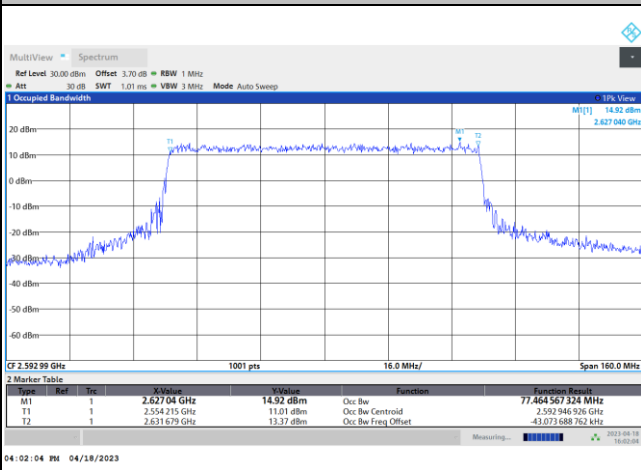 MultiView Spectrum
Ref Level 30.00 dBm Offset 3.70 dB RBW 1 MHz
Att 30 dB SWT 1.01 ms VBW 3 MHz Mode Auto Sweep
1 Occupied Bandwidth 1Pk View
M1[1] 14.92 dBm
2.627 040 GHz
M1
T1 T2
20 dBm
10 dBm
0 dBm
-10 dBm
-20 dBm
-30 dBm
-40 dBm
-50 dBm
-60 dBm
CF 2.592 99 GHz 1001 pts 16.0 MHz/ Span 160.0 MHz
2 Marker Table
Type Ref Trc X-Value Y-Value Function Function Result
M1 1 2.627 04 GHz 14.92 dBm Occ Bw 77.464 567 324 MHz
T1 1 2.554 215 GHz 11.01 dBm Occ Bw Centroid 2.592 946 926 GHz
T2 1 2.631 679 GHz 13.37 dBm Occ Bw Freq Offset -43.073 688 762 kHz
Measuring... 2023-04-18
16:02:04
04:02:04 PM 04/18/2023